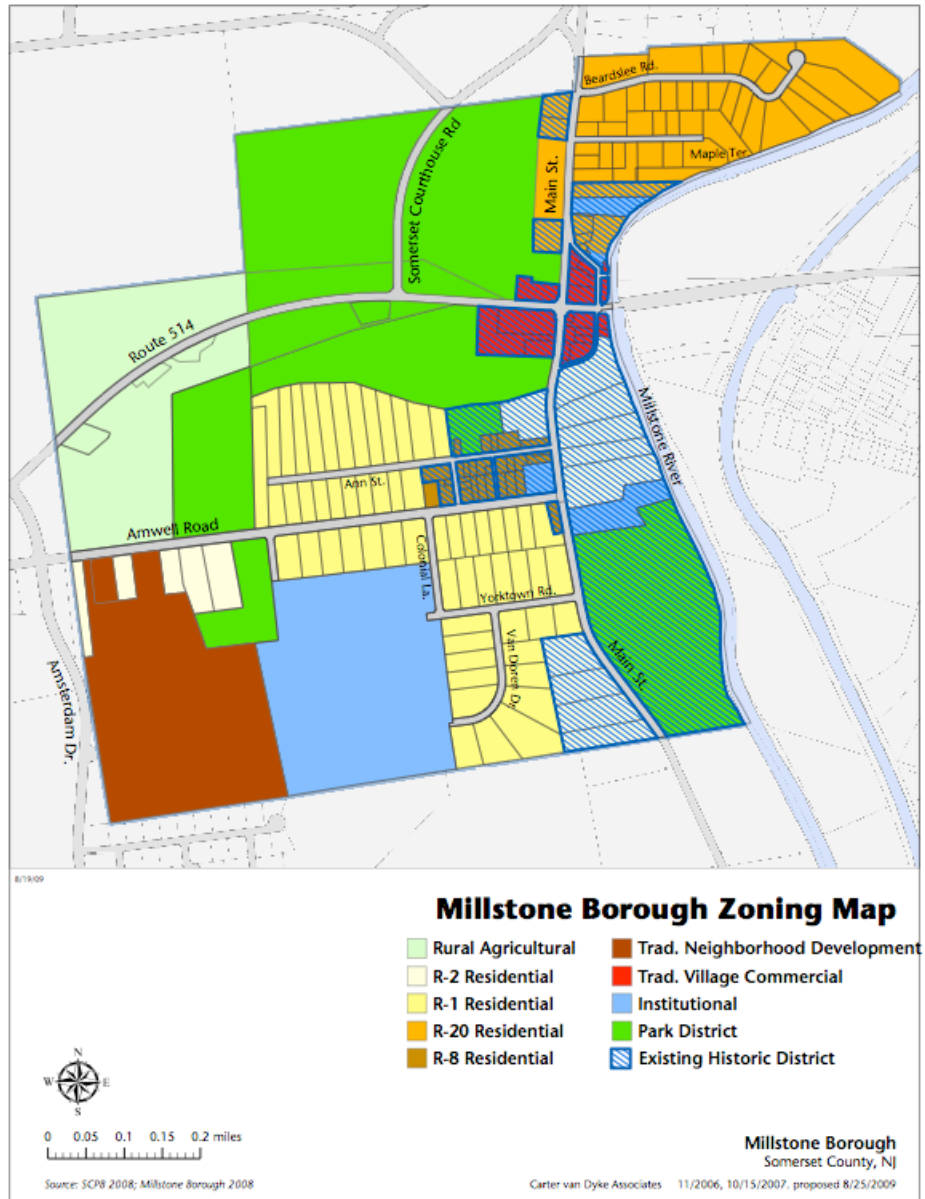 Beardslee Rd.
Maple Ter.
Main St.
Somerset Courthouse Rd
Route 514
Millstone River
Ann St.
Amwell Road
Colonial La.
Yorktown Rd.
Van Doren Dr.
Main St.
Amsterdam Dr.
8/19/09
Millstone Borough Zoning Map
Rural Agricultural
R-2 Residential
R-1 Residential
R-20 Residential
R-8 Residential
Trad. Neighborhood Development
Trad. Village Commercial
Institutional
Park District
Existing Historic District
N
W E
S
0 0.05 0.1 0.15 0.2 miles
Millstone Borough
Somerset County, NJ
Source: SCPB 2008; Millstone Borough 2008
Carter van Dyke Associates 11/2006, 10/15/2007. proposed 8/25/2009